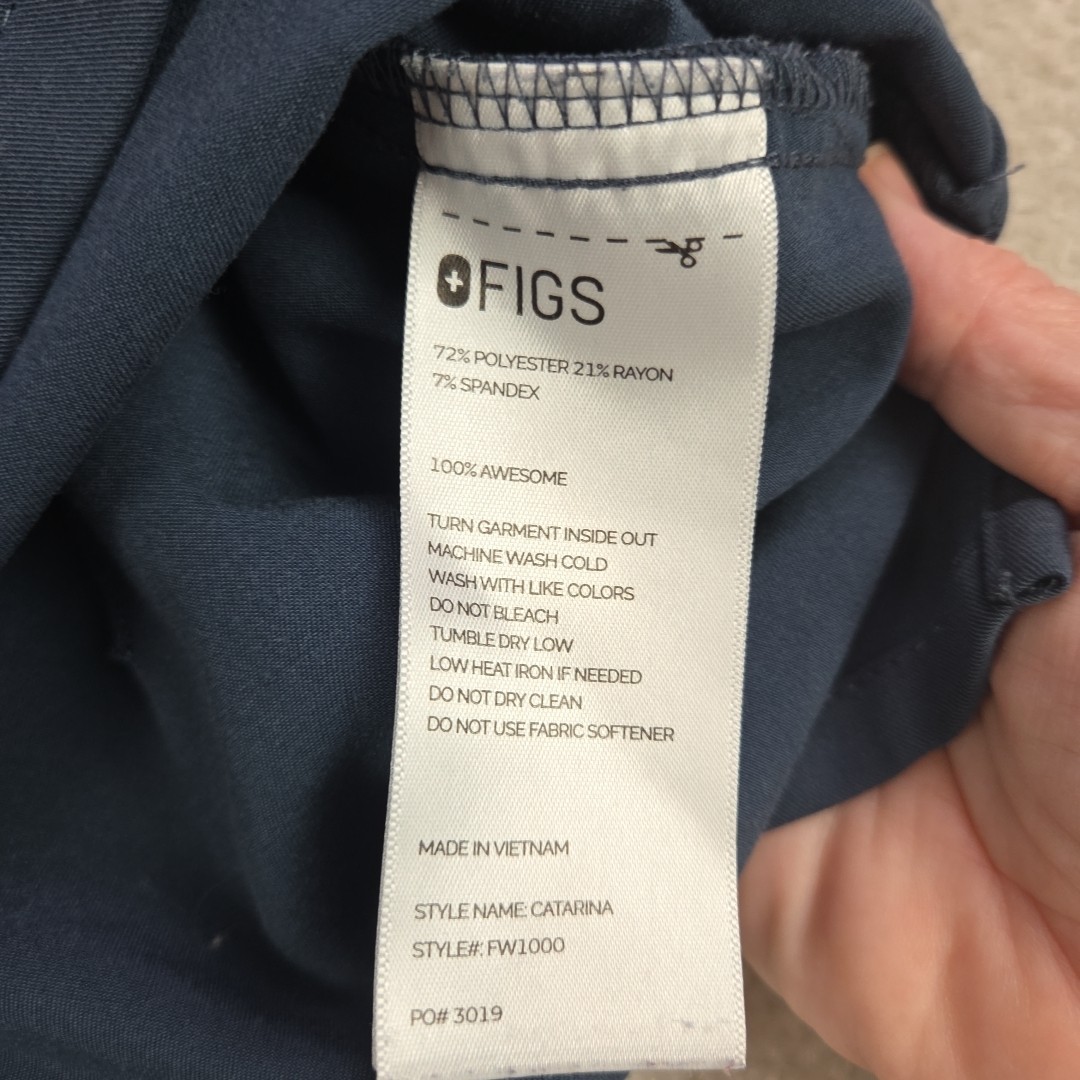 FIGS
72% POLYESTER 21% RAYON
7% SPANDEX
100% AWESOME
TURN GARMENT INSIDE OUT
MACHINE WASH COLD
WASH WITH LIKE COLORS
DO NOT BLEACH
TUMBLE DRY LOW
LOW HEAT IRON IF NEEDED
DO NOT DRY CLEAN
DO NOT USE FABRIC SOFTENER
MADE IN VIETNAM
STYLE NAME: CATARINA
STYLE#: FW1000
PO# 3019